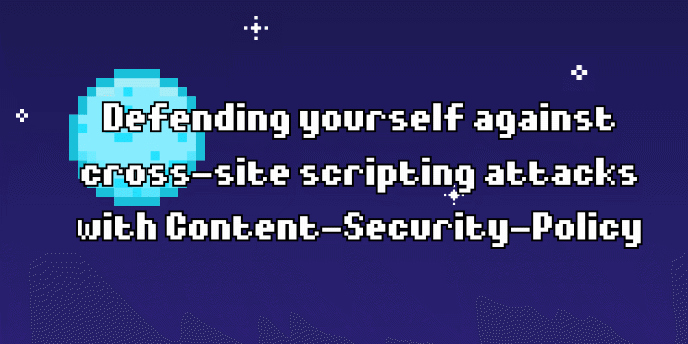 Defending yourself against
cross-site scripting attacks
with Content-Security-Policy